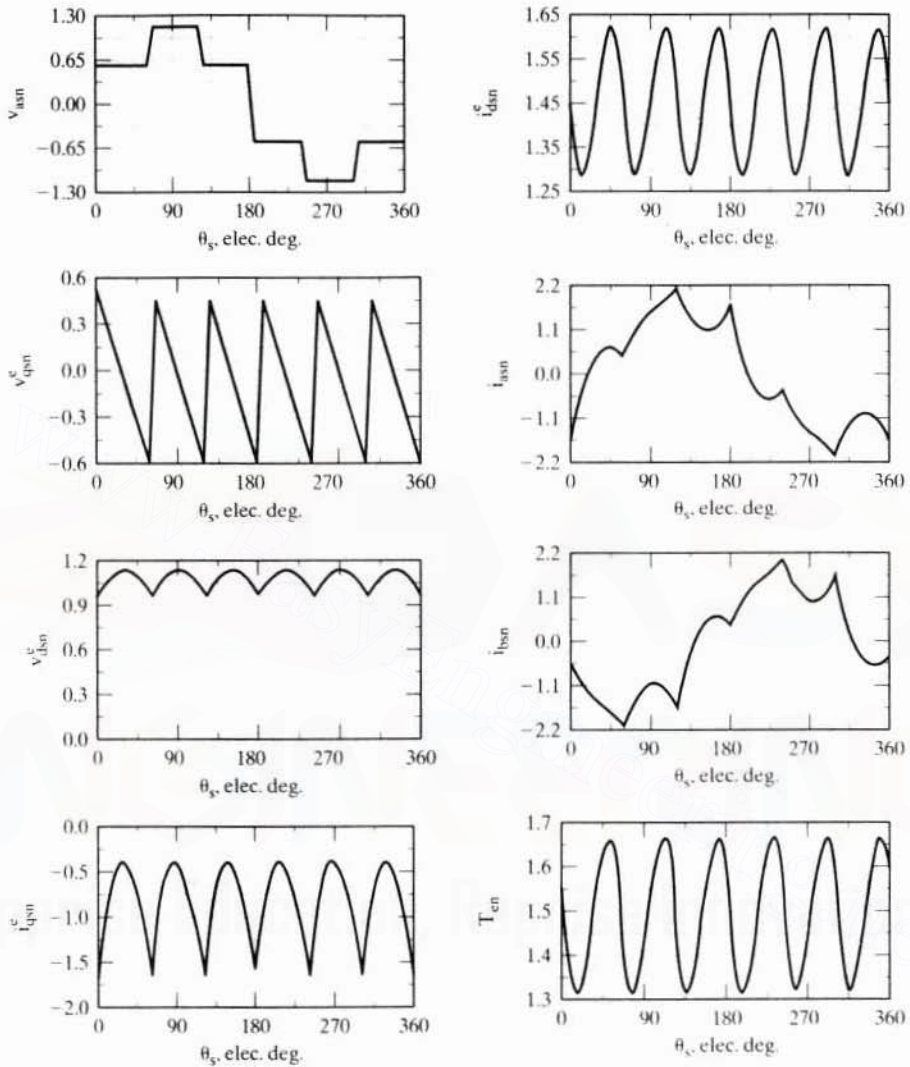 1.30
0.65
0.00
−0.65
−1.30
v_asn
0 90 180 270 360
θ_s, elec. deg.
1.65
1.55
1.45
1.35
1.25
i^e_dsn
0 90 180 270 360
θ_s, elec. deg.
0.6
0.3
0.0
−0.3
−0.6
v^e_qsn
0 90 180 270 360
θ_s, elec. deg.
2.2
1.1
0.0
−1.1
−2.2
i_asn
0 90 180 270 360
θ_s, elec. deg.
1.2
0.9
0.6
0.3
0.0
v^e_dsn
0 90 180 270 360
θ_s, elec. deg.
2.2
1.1
0.0
−1.1
−2.2
i_bsn
0 90 180 270 360
θ_s, elec. deg.
0.0
−0.5
−1.0
−1.5
−2.0
i^e_qsn
0 90 180 270 360
θ_s, elec. deg.
1.7
1.6
1.5
1.4
1.3
T_en
0 90 180 270 360
θ_s, elec. deg.